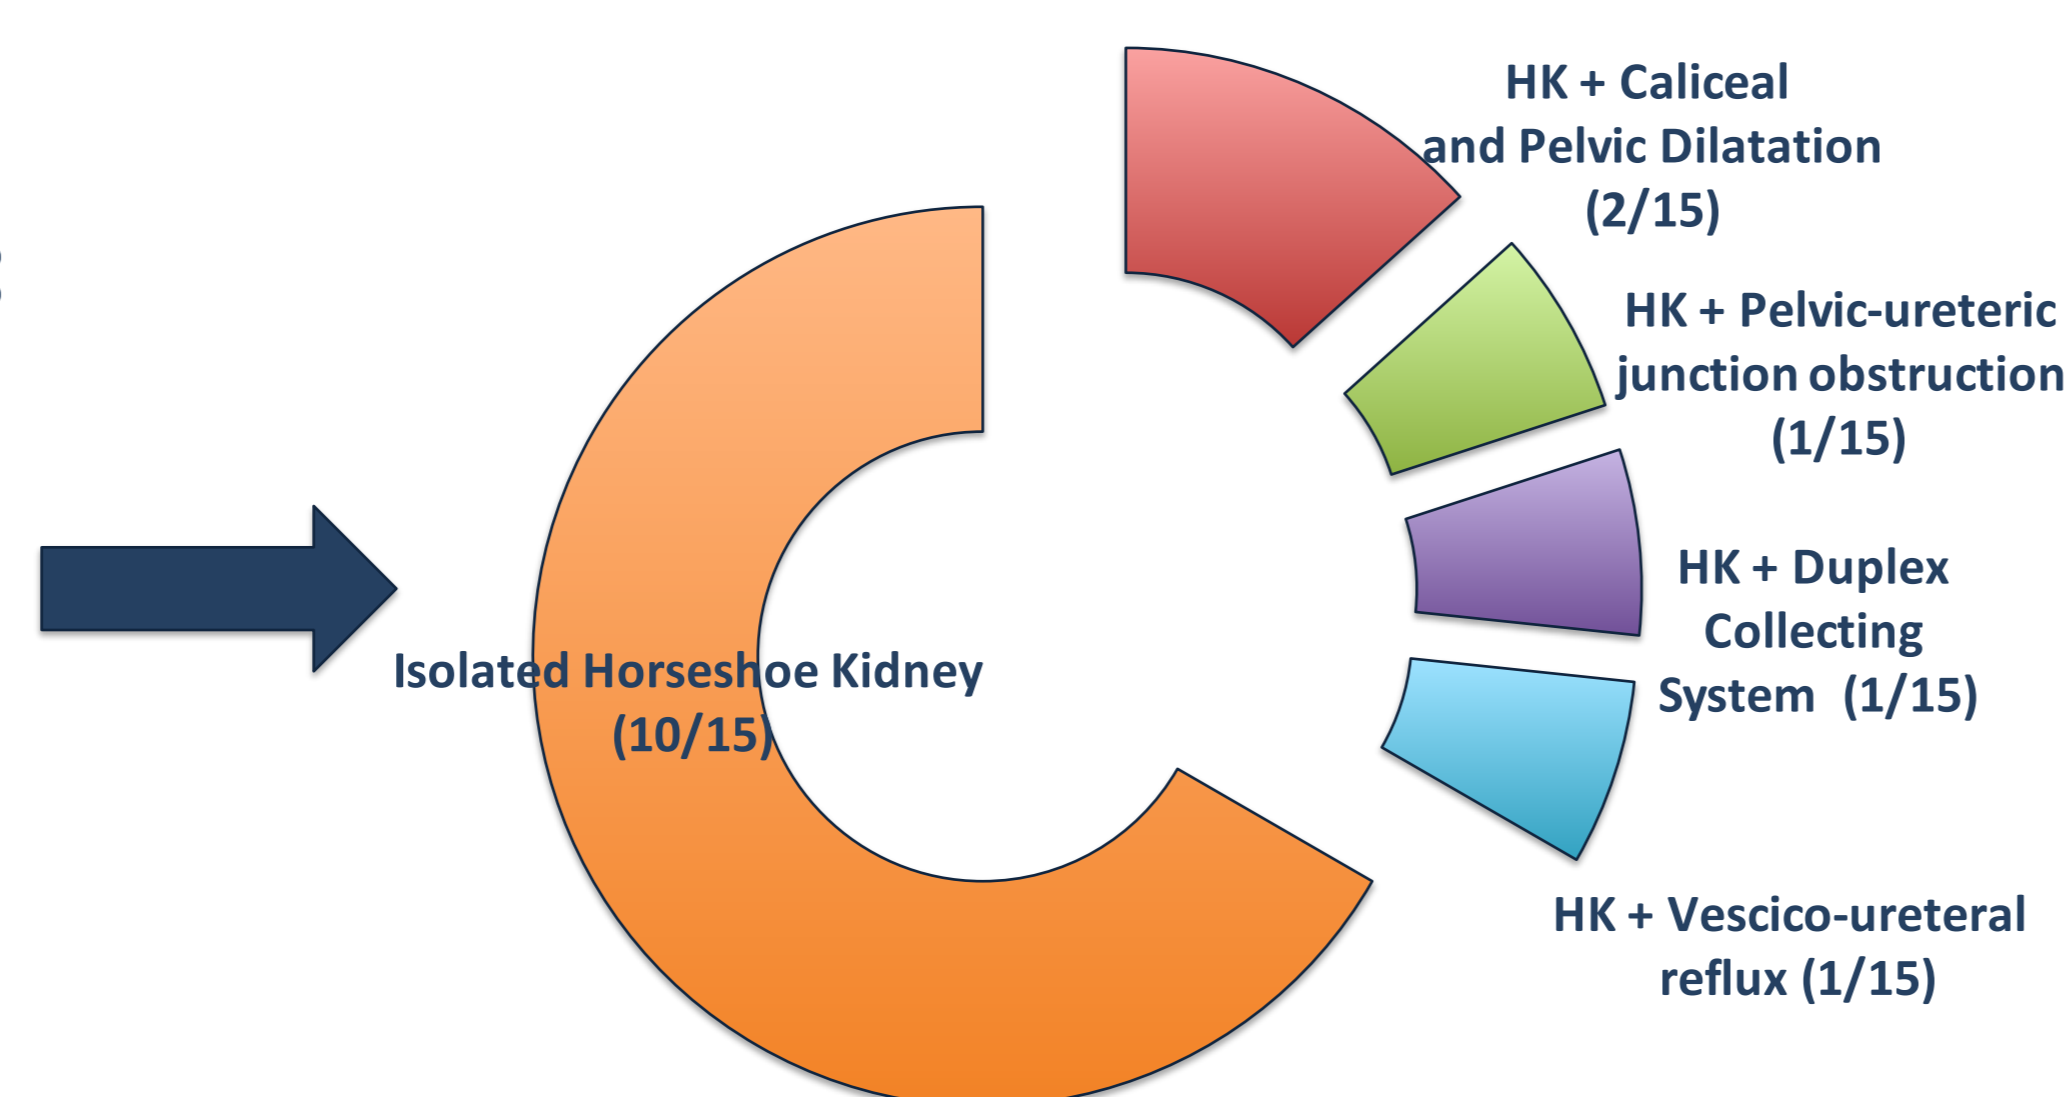 HK + Caliceal
and Pelvic Dilatation
(2/15)
HK + Pelvic-ureteric
junction obstruction
(1/15)
HK + Duplex
Collecting
System (1/15)
Isolated Horseshoe Kidney
(10/15)
HK + Vescico-ureteral
reflux (1/15)